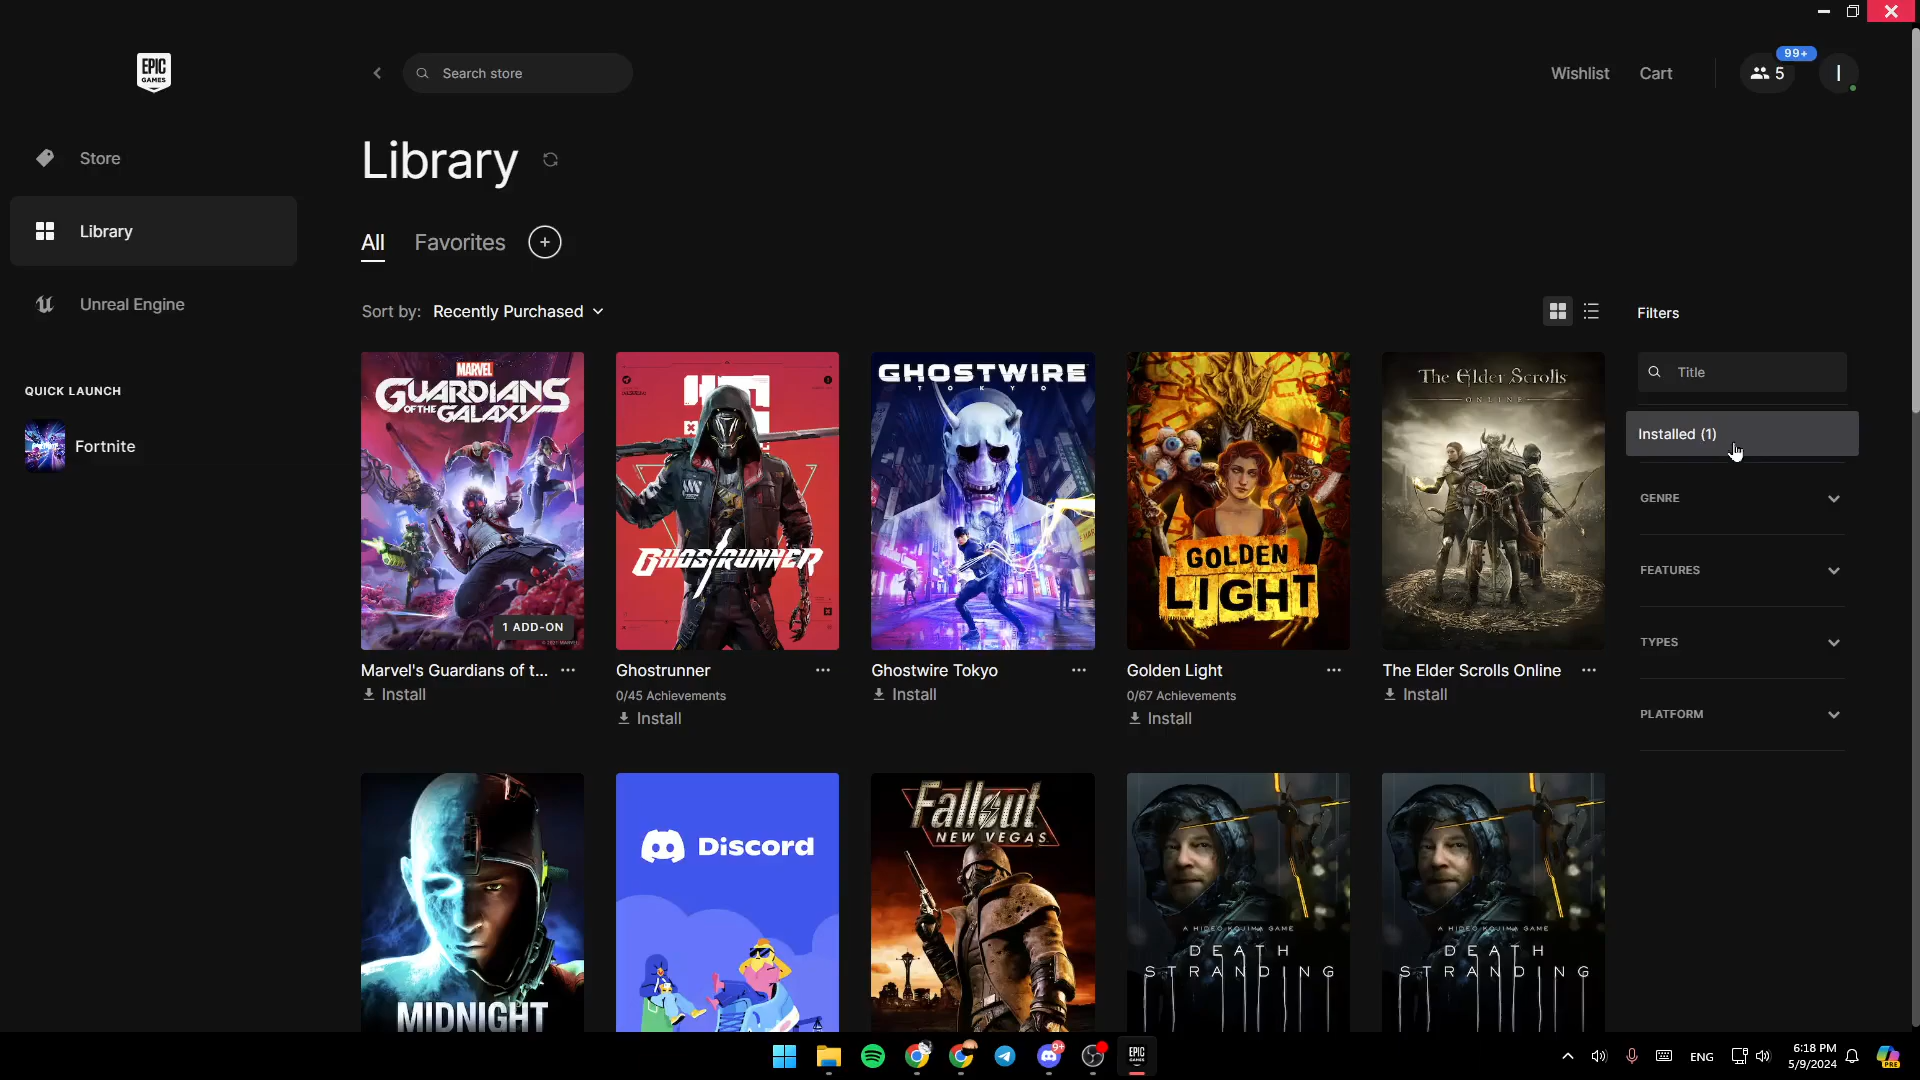 EPIC
GAMES
Search store
Wishlist
Cart
99+
5
I
Store
Library
Unreal Engine
QUICK LAUNCH
Fortnite
Library
All
Favorites
+
Sort by: Recently Purchased
Filters
Title
Installed (1)
GENRE
FEATURES
TYPES
PLATFORM
MARVEL
GUARDIANS
OF THE GALAXY
1 ADD-ON
Marvel's Guardians of t... ...
Install
GHOSTRUNNER
Ghostrunner ...
0/45 Achievements
Install
GHOSTWIRE
TOKYO
Ghostwire Tokyo ...
Install
GOLDEN
LIGHT
Golden Light ...
0/67 Achievements
Install
The Elder Scrolls
ONLINE
The Elder Scrolls Online ...
Install
MIDNIGHT
Discord
Fallout
NEW VEGAS
A HIDEO KOJIMA GAME
DEATH
STRANDING
A HIDEO KOJIMA GAME
DEATH
STRANDING
9+
EPIC
GAMES
ENG
6:18 PM
5/9/2024
PRE